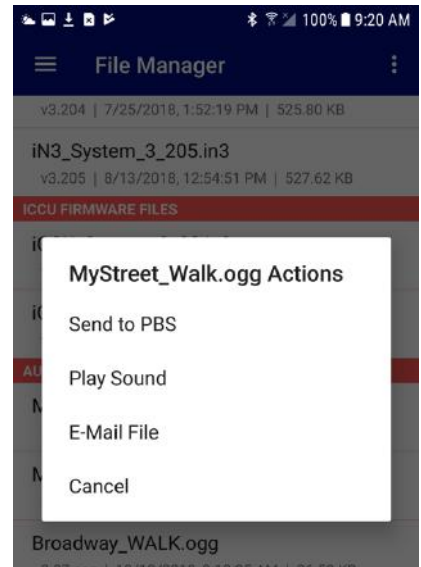 100% 9:20 AM
File Manager
v3.204 | 7/25/2018, 1:52:19 PM | 525.80 KB
iN3_System_3_205.in3
v3.205 | 8/13/2018, 12:54:51 PM | 527.62 KB
ICCU FIRMWARE FILES
MyStreet_Walk.ogg Actions
Send to PBS
Play Sound
E-Mail File
Cancel
Broadway_WALK.ogg